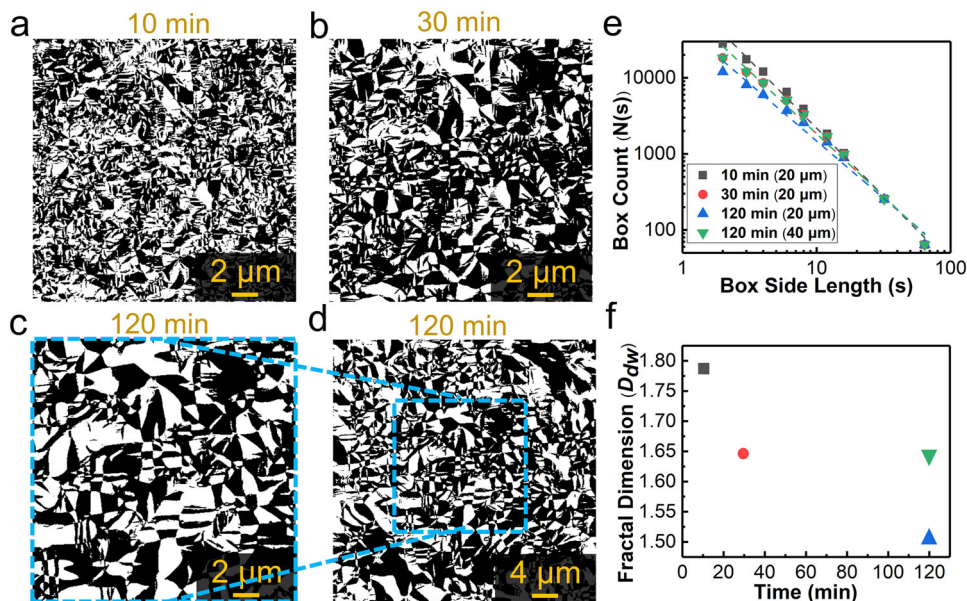 a
10 min
2 μm
b
30 min
2 μm
c
120 min
2 μm
d
120 min
4 μm
e
Box Count (N(s))
10000
1000
100
10 min (20 μm)
30 min (20 μm)
120 min (20 μm)
120 min (40 μm)
1
10
100
Box Side Length (s)
f
Fractal Dimension (Ddw)
1.80
1.75
1.70
1.65
1.60
1.55
1.50
0 20 40 60 80 100 120
Time (min)